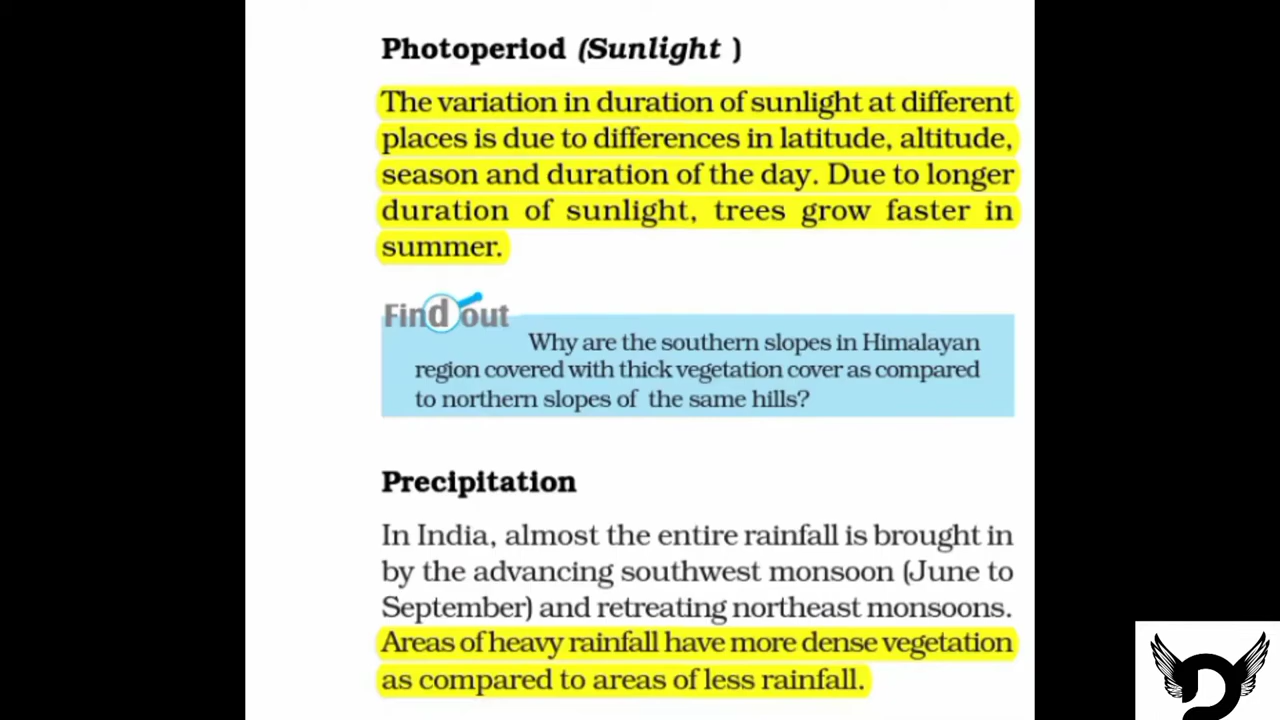 Photoperiod (Sunlight )
The variation in duration of sunlight at different
places is due to differences in latitude, altitude,
season and duration of the day. Due to longer
duration of sunlight, trees grow faster in
summer.
Find out
Why are the southern slopes in Himalayan
region covered with thick vegetation cover as compared
to northern slopes of the same hills?
Precipitation
In India, almost the entire rainfall is brought in
by the advancing southwest monsoon (June to
September) and retreating northeast monsoons.
Areas of heavy rainfall have more dense vegetation
as compared to areas of less rainfall.
D